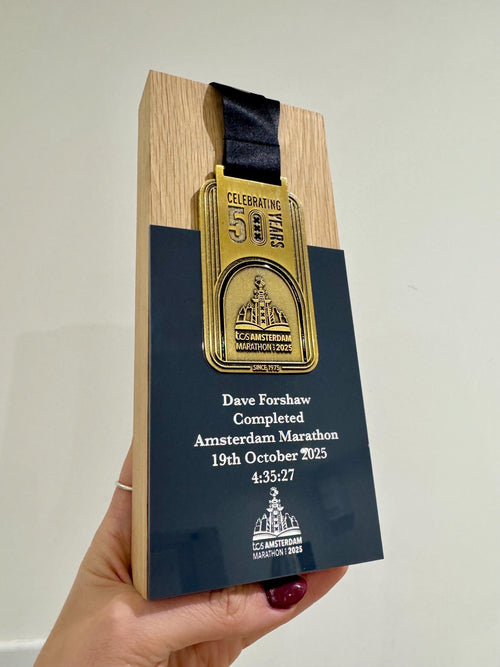 CELEBRATING
50 YEARS
XXX
tcs AMSTERDAM
MARATHON 2025
SINCE 1975
Dave Forshaw
Completed
Amsterdam Marathon
19th October 2025
4:35:27
tcs AMSTERDAM
MARATHON 2025